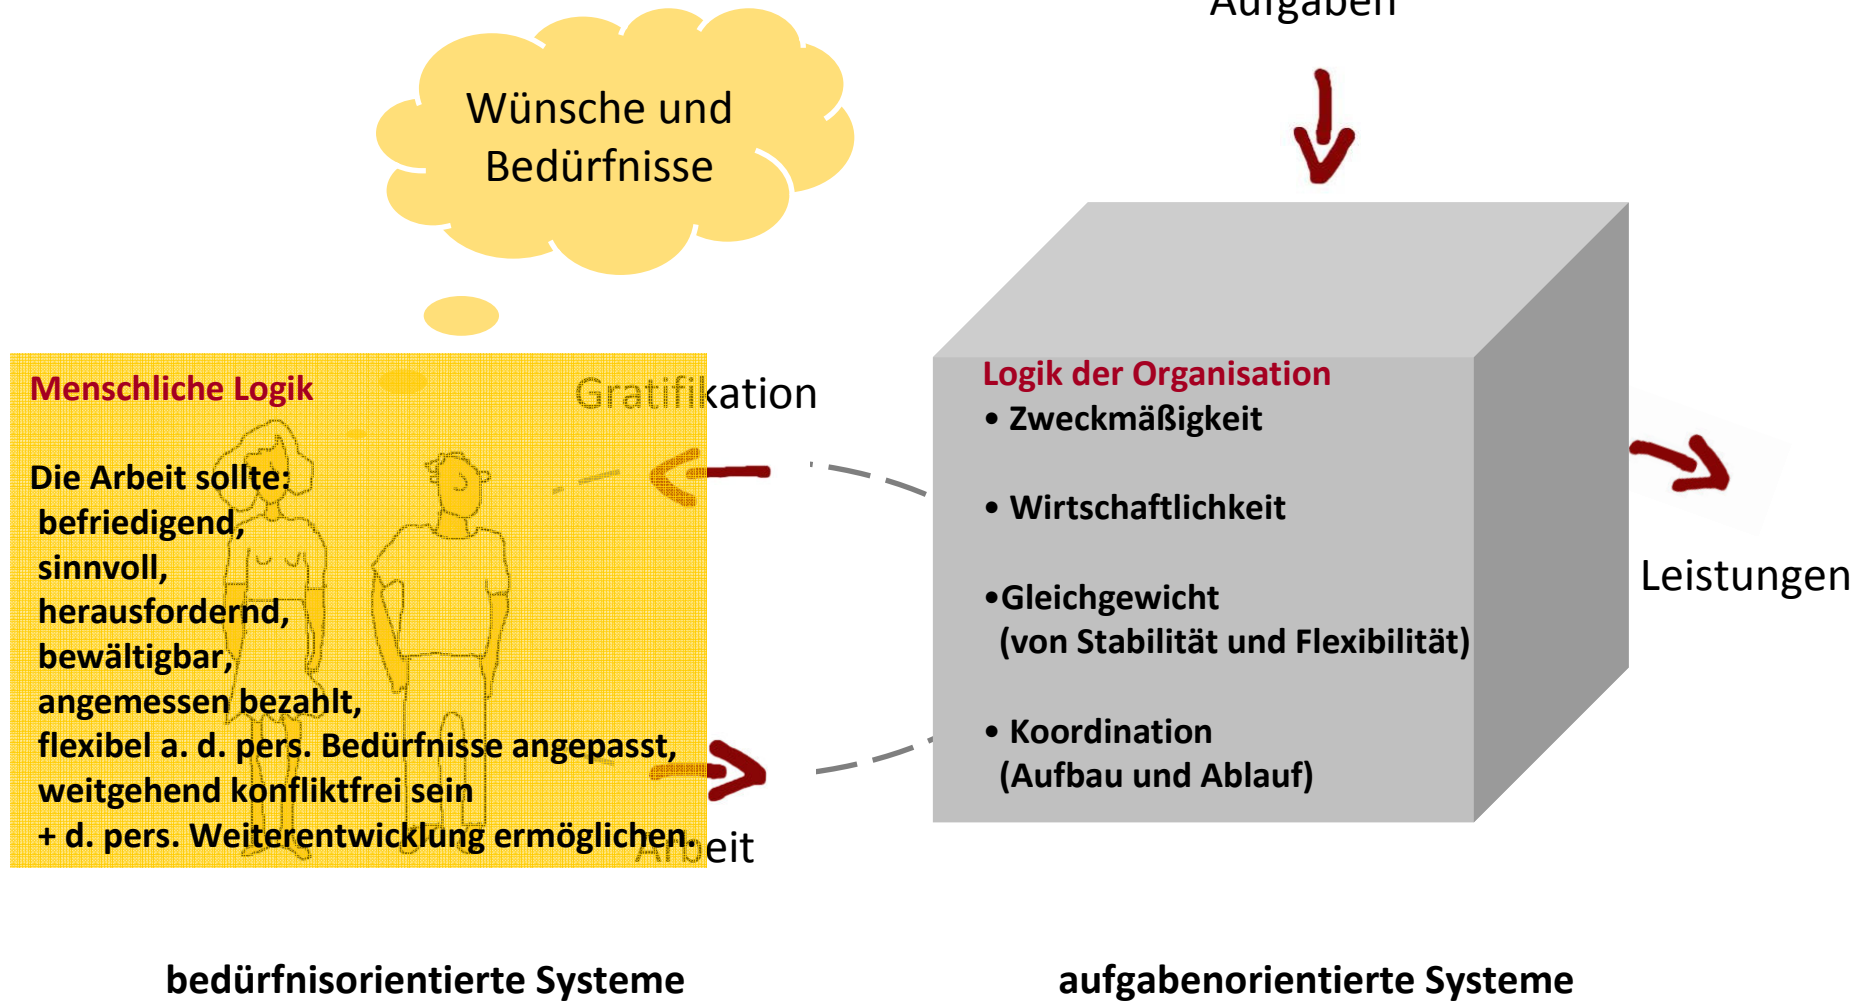 Aufgaben
Wünsche und
Bedürfnisse
Menschliche Logik
Die Arbeit sollte:
befriedigend,
sinnvoll,
herausfordernd,
bewältigbar,
angemessen bezahlt,
flexibel a. d. pers. Bedürfnisse angepasst,
weitgehend konfliktfrei sein
+ d. pers. Weiterentwicklung ermöglichen.
Gratifikation
Arbeit
Logik der Organisation
• Zweckmäßigkeit
• Wirtschaftlichkeit
•Gleichgewicht
(von Stabilität und Flexibilität)
• Koordination
(Aufbau und Ablauf)
Leistungen
bedürfnisorientierte Systeme
aufgabenorientierte Systeme